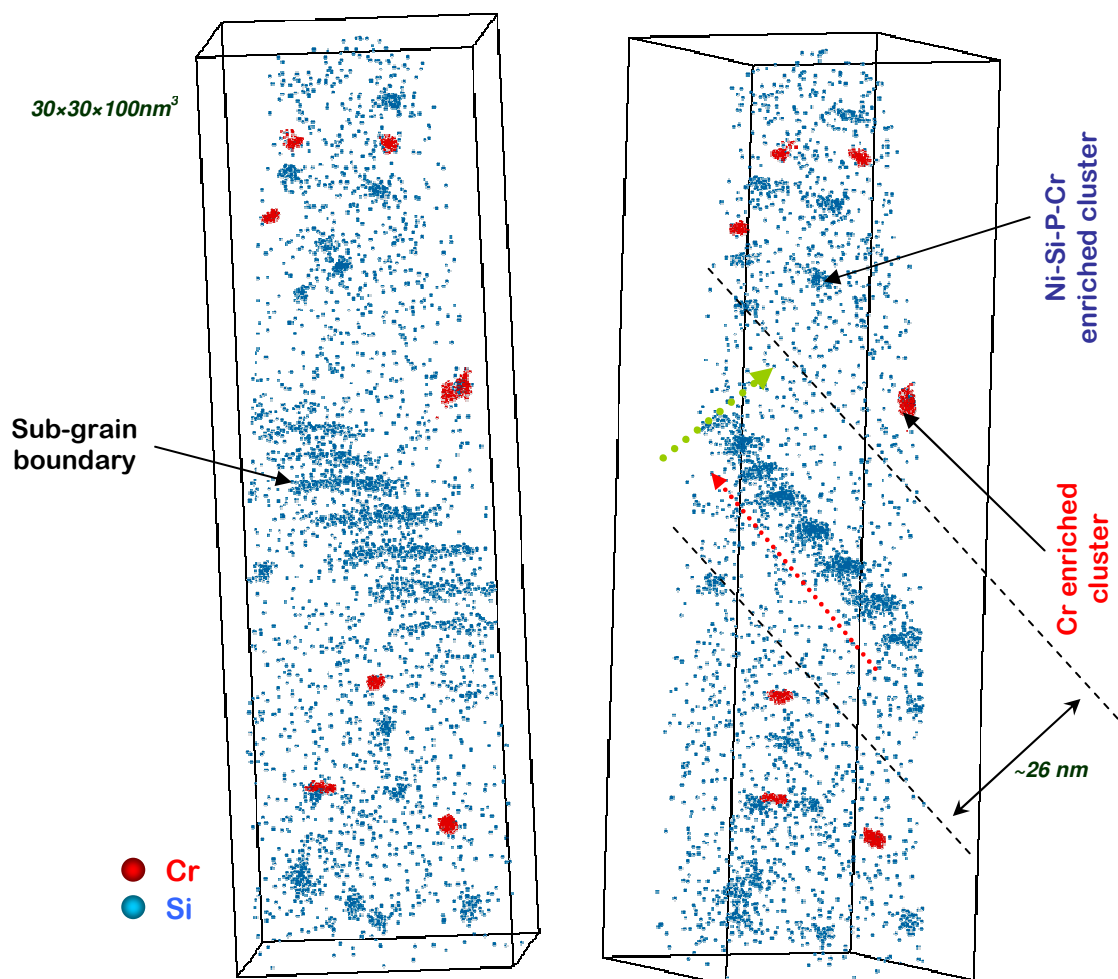 30×30×100nm³
Sub-grain
boundary
Cr
Si
Ni-Si-P-Cr
enriched cluster
Cr enriched
cluster
~26 nm